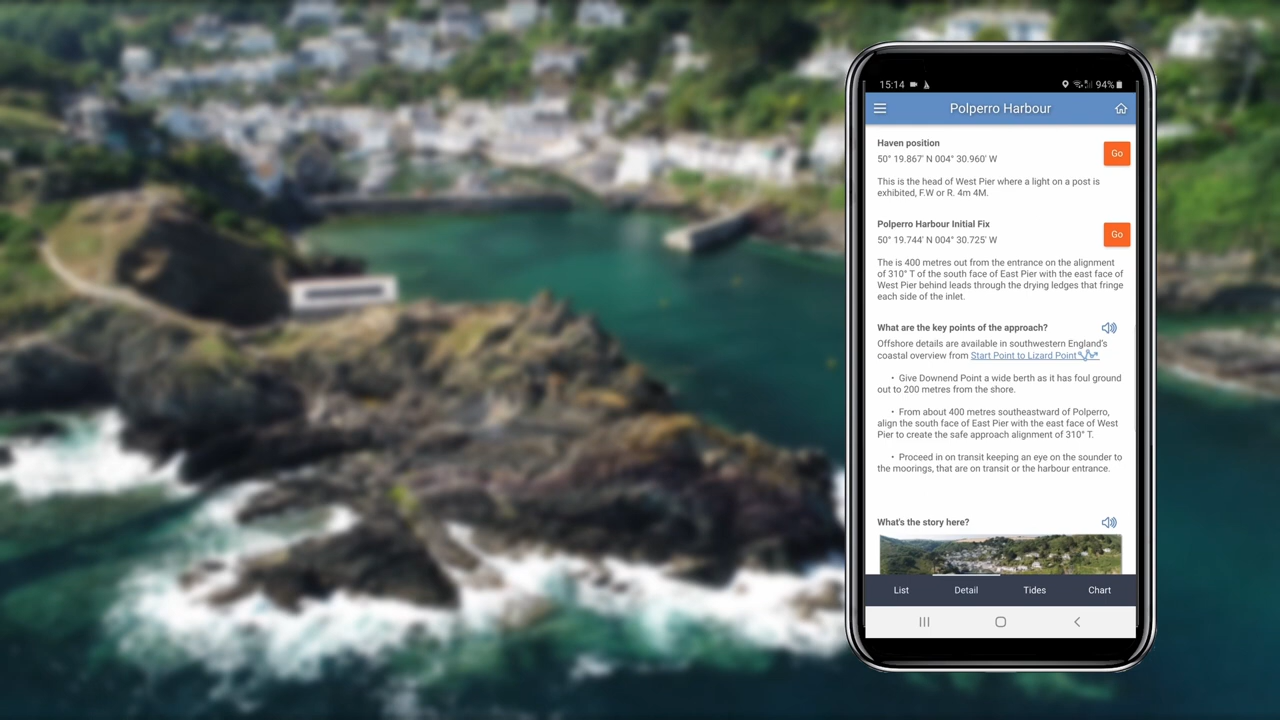 15:14 94%
Polperro Harbour
Haven position
50° 19.867' N 004° 30.960' W
Go
This is the head of West Pier where a light on a post is
exhibited, F.W or R. 4m 4M.
Polperro Harbour Initial Fix
50° 19.744' N 004° 30.725' W
Go
The is 400 metres out from the entrance on the alignment
of 310° T of the south face of East Pier with the east face of
West Pier behind leads through the drying ledges that fringe
each side of the inlet.
What are the key points of the approach?
Offshore details are available in southwestern England's
coastal overview from Start Point to Lizard Point
• Give Downend Point a wide berth as it has foul ground
out to 200 metres from the shore.
• From about 400 metres southeastward of Polperro,
align the south face of East Pier with the east face of West
Pier to create the safe approach alignment of 310° T.
• Proceed in on transit keeping an eye on the sounder to
the moorings, that are on transit or the harbour entrance.
What's the story here?
List Detail Tides Chart